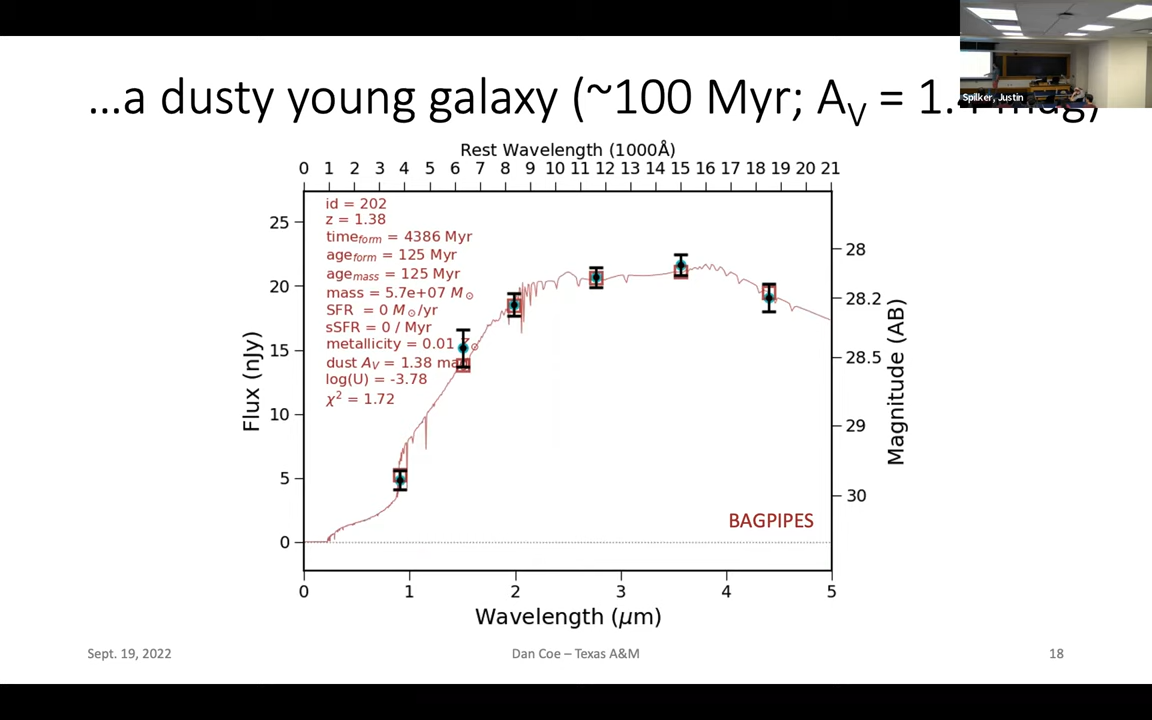 ...a dusty young galaxy (~100 Myr; AV = 1.
Spilker, Justin
Rest Wavelength (1000Å)
0 1 2 3 4 5 6 7 8 9 10 11 12 13 14 15 16 17 18 19 20 21
id = 202
z = 1.38
timeform = 4386 Myr
ageform = 125 Myr
agemass = 125 Myr
mass = 5.7e+07 M⊙
SFR = 0 M⊙/yr
sSFR = 0 / Myr
metallicity = 0.01
dust AV = 1.38
log(U) = -3.78
χ² = 1.72
25
20
15
10
5
0
Flux (nJy)
28
28.2
28.5
29
30
Magnitude (AB)
BAGPIPES
0 1 2 3 4 5
Wavelength (μm)
Sept. 19, 2022
Dan Coe – Texas A&M
18